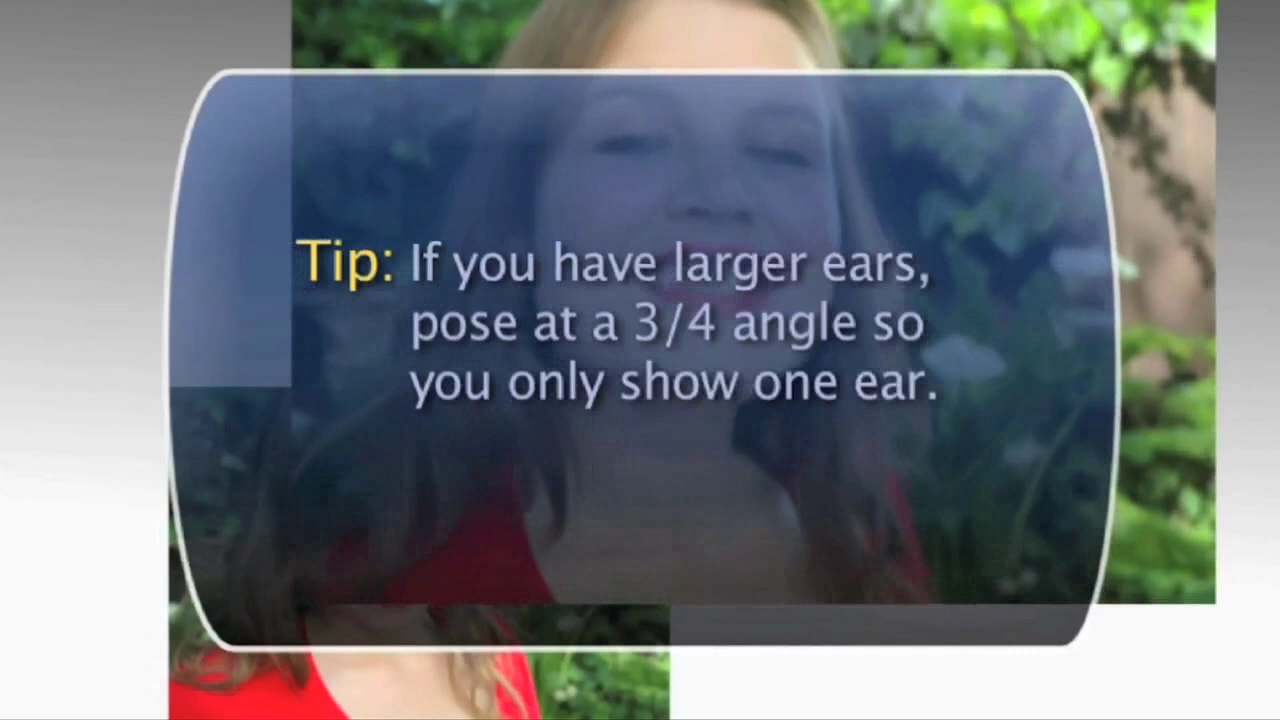 Tip: If you have larger ears,
pose at a 3/4 angle so
you only show one ear.